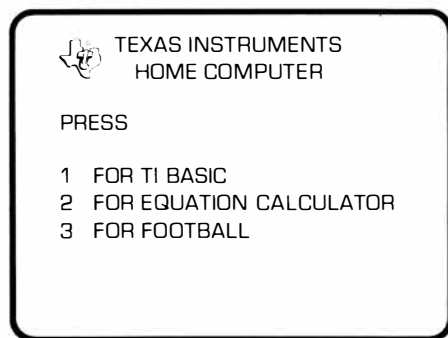 TEXAS INSTRUMENTS
HOME COMPUTER
PRESS
1 FOR TI BASIC
2 FOR EQUATION CALCULATOR
3 FOR FOOTBALL